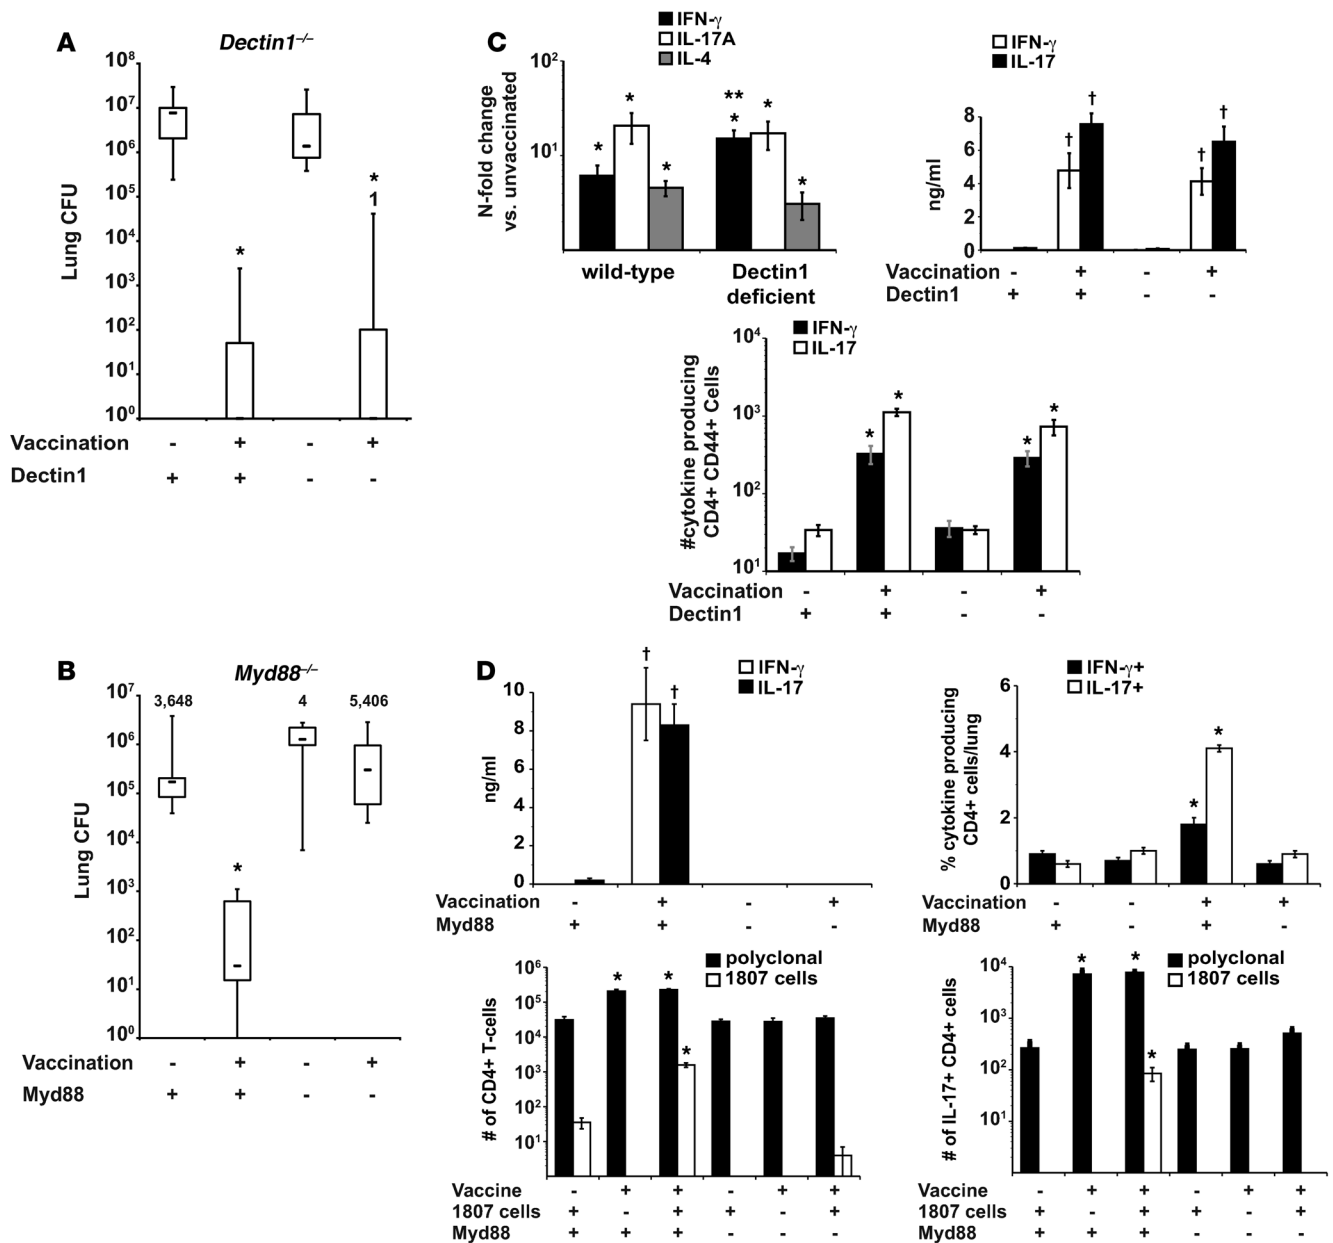 A
Dectin1–/–
Lung CFU
10⁸
10⁷
10⁶
10⁵
10⁴
10³
10²
10¹
10⁰
*
*
1
Vaccination - + - +
Dectin1 + + - -
B
Myd88–/–
Lung CFU
10⁷
10⁶
10⁵
10⁴
10³
10²
10¹
10⁰
3,648
*
4
5,406
Vaccination - + - +
Myd88 + + - -
C
IFN-γ
IL-17A
IL-4
N-fold change
vs. unvaccinated
10²
10¹
* * * ** * * *
wild-type
Dectin1
deficient
IFN-γ
IL-17
ng/ml
8
6
4
2
0
† † † †
Vaccination - + - +
Dectin1 + + - -
IFN-γ
IL-17
#cytokine producing
CD4+ CD44+ Cells
10⁴
10³
10²
10¹
* * * *
Vaccination - + - +
Dectin1 + + - -
D
IFN-γ
IL-17
ng/ml
10
8
6
4
2
0
† †
Vaccination - + - +
Myd88 + + - -
IFN-γ+
IL-17+
% cytokine producing
CD4+ cells/lung
6
4
2
0
* *
Vaccination - - + +
Myd88 + - + -
polyclonal
1807 cells
# of CD4+ T-cells
10⁶
10⁵
10⁴
10³
10²
10¹
* * *
Vaccine - + + - + +
1807 cells + - + + - +
Myd88 + + + - - -
polyclonal
1807 cells
# of IL-17+ CD4+ cells
10⁴
10³
10²
10¹
* * *
Vaccine - + + - + +
1807 cells + - + + - +
Myd88 + + + - - -